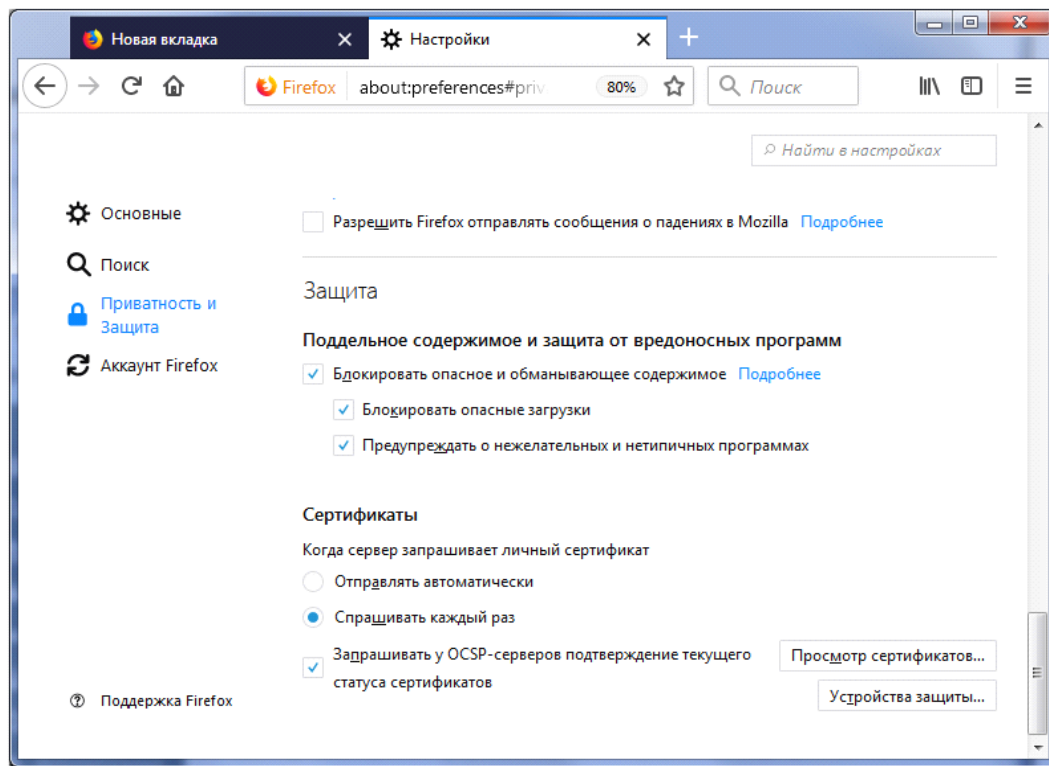 Новая вкладка
Настройки
Firefox
about:preferences#priv
80%
Поиск
Найти в настройках
Основные
Поиск
Приватность и
Защита
Аккаунт Firefox
Поддержка Firefox
Разрешить Firefox отправлять сообщения о падениях в Mozilla Подробнее
Защита
Поддельное содержимое и защита от вредоносных программ
Блокировать опасное и обманывающее содержимое Подробнее
Блокировать опасные загрузки
Предупреждать о нежелательных и нетипичных программах
Сертификаты
Когда сервер запрашивает личный сертификат
Отправлять автоматически
Спрашивать каждый раз
Запрашивать у OCSP-серверов подтверждение текущего
статуса сертификатов
Просмотр сертификатов...
Устройства защиты...